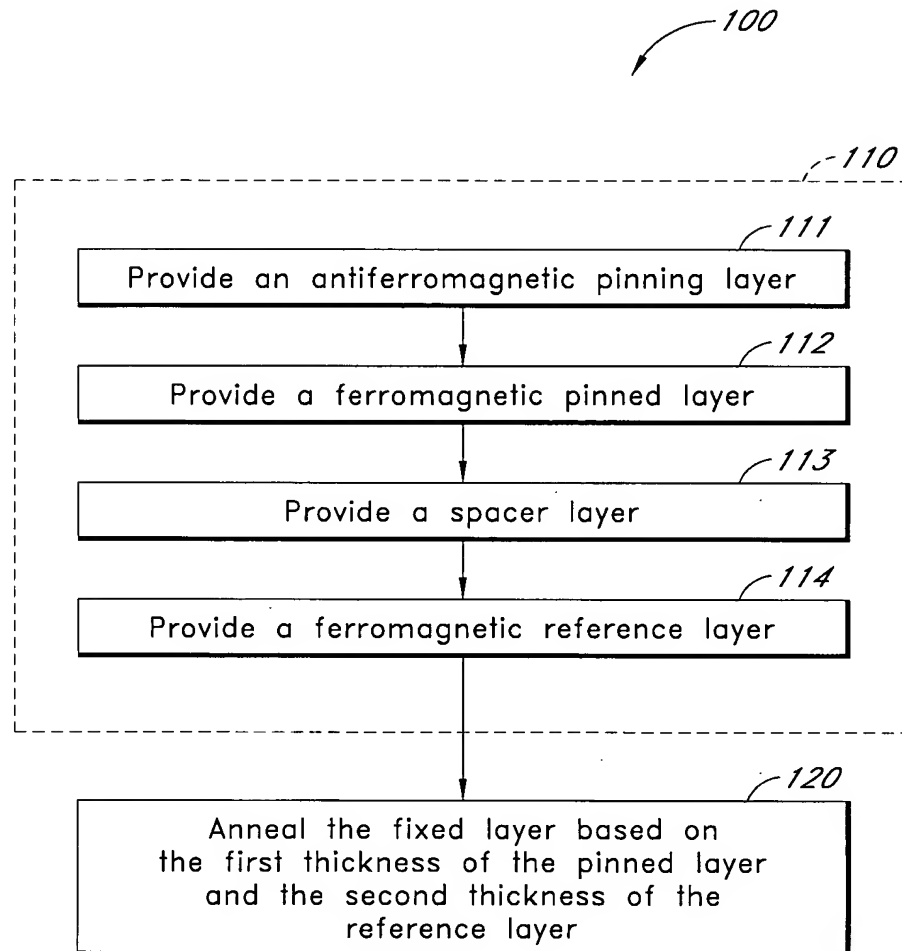 100
110
111
Provide an antiferromagnetic pinning layer
112
Provide a ferromagnetic pinned layer
113
Provide a spacer layer
114
Provide a ferromagnetic reference layer
120
Anneal the fixed layer based on
the first thickness of the pinned layer
and the second thickness of the
reference layer